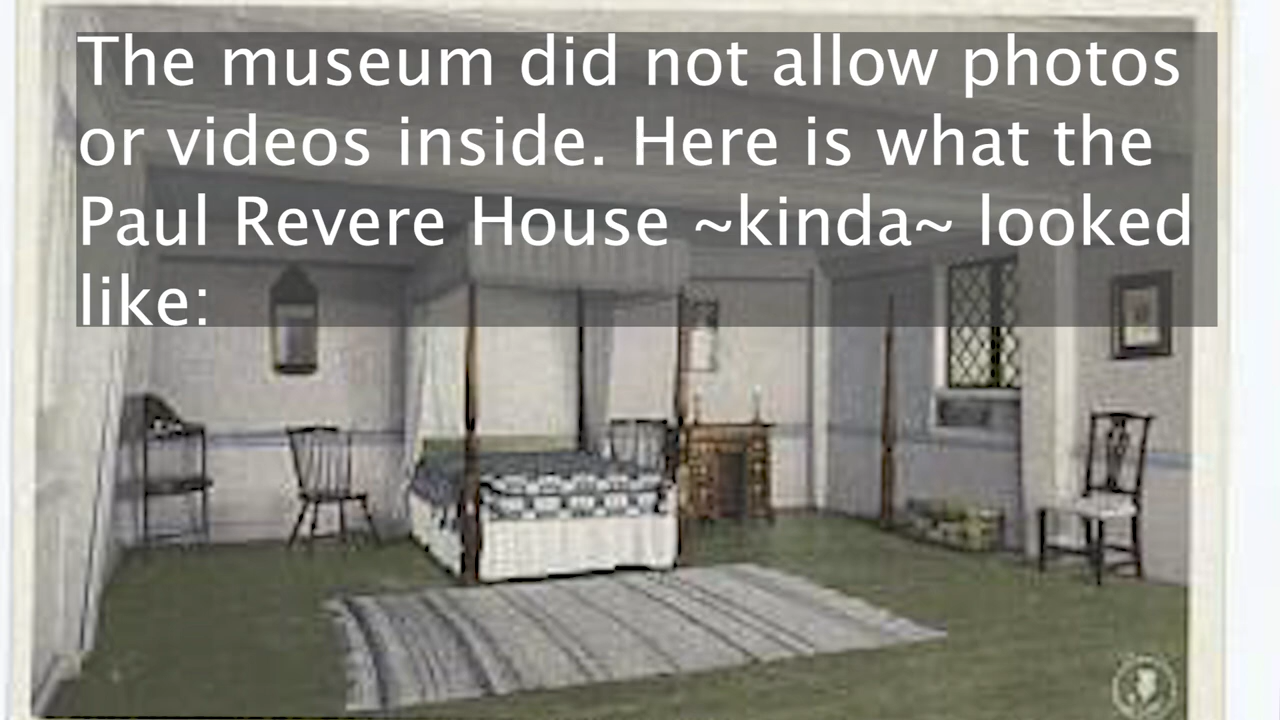 The museum did not allow photos
or videos inside. Here is what the
Paul Revere House ~kinda~ looked
like: